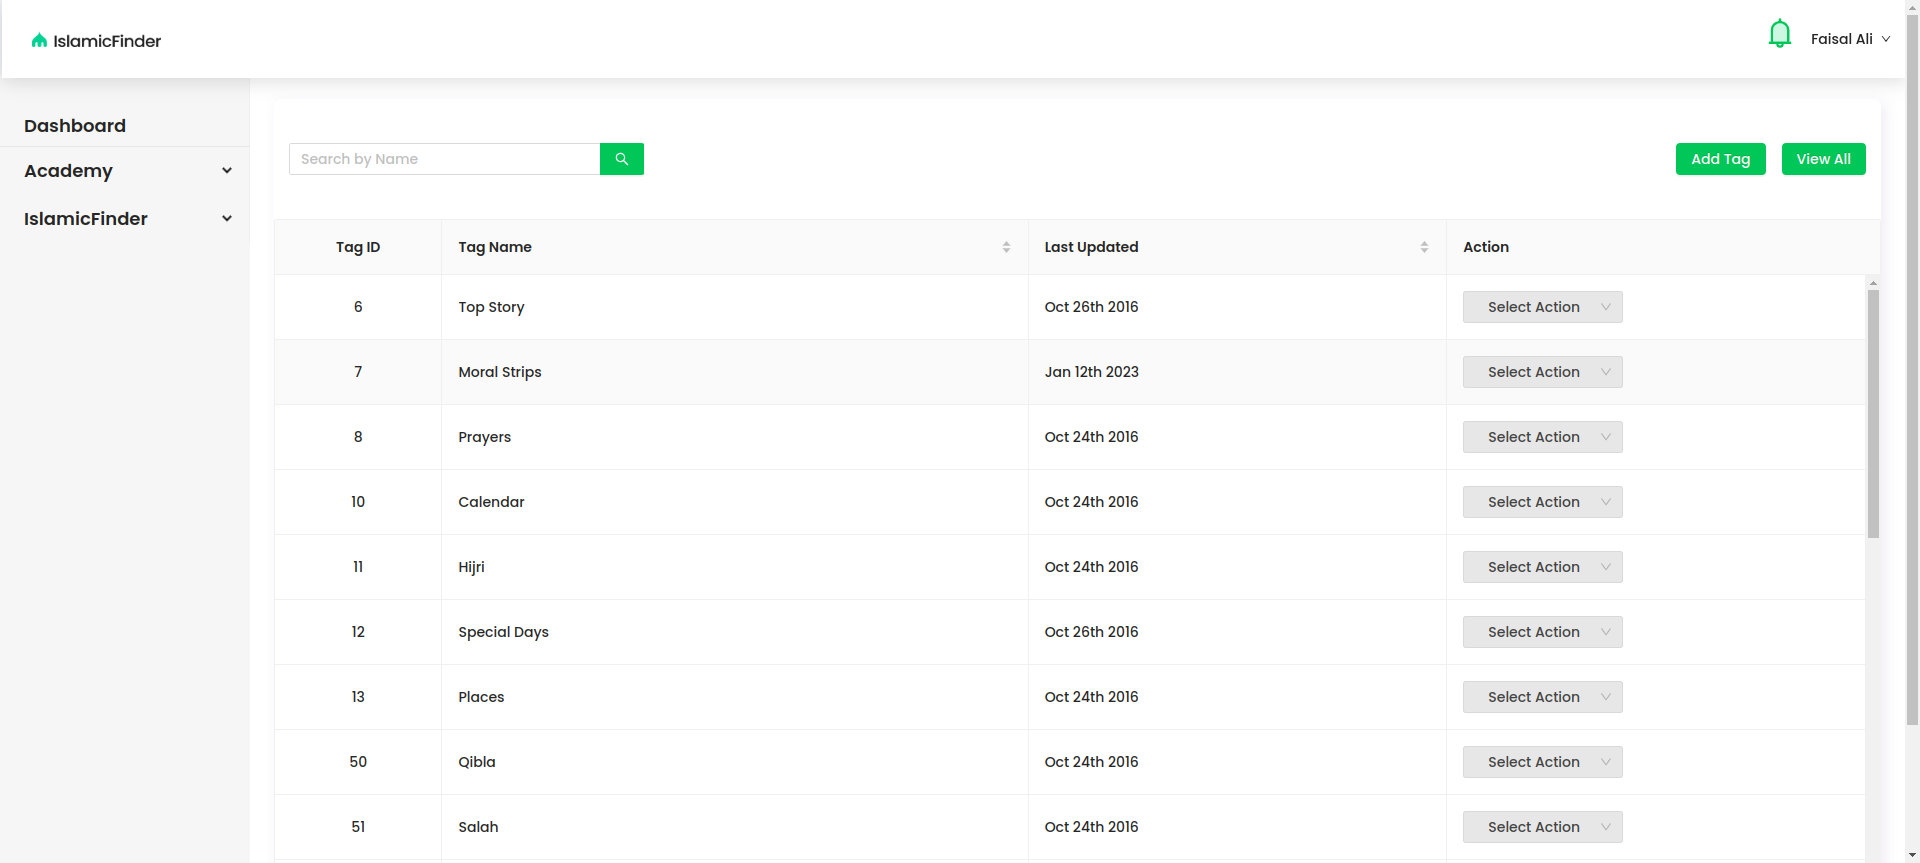 IslamicFinder
Faisal Ali
Dashboard
Academy
IslamicFinder
Search by Name
Add Tag
View All
Tag ID Tag Name Last Updated Action
6 Top Story Oct 26th 2016 Select Action
7 Moral Strips Jan 12th 2023 Select Action
8 Prayers Oct 24th 2016 Select Action
10 Calendar Oct 24th 2016 Select Action
11 Hijri Oct 24th 2016 Select Action
12 Special Days Oct 26th 2016 Select Action
13 Places Oct 24th 2016 Select Action
50 Qibla Oct 24th 2016 Select Action
51 Salah Oct 24th 2016 Select Action